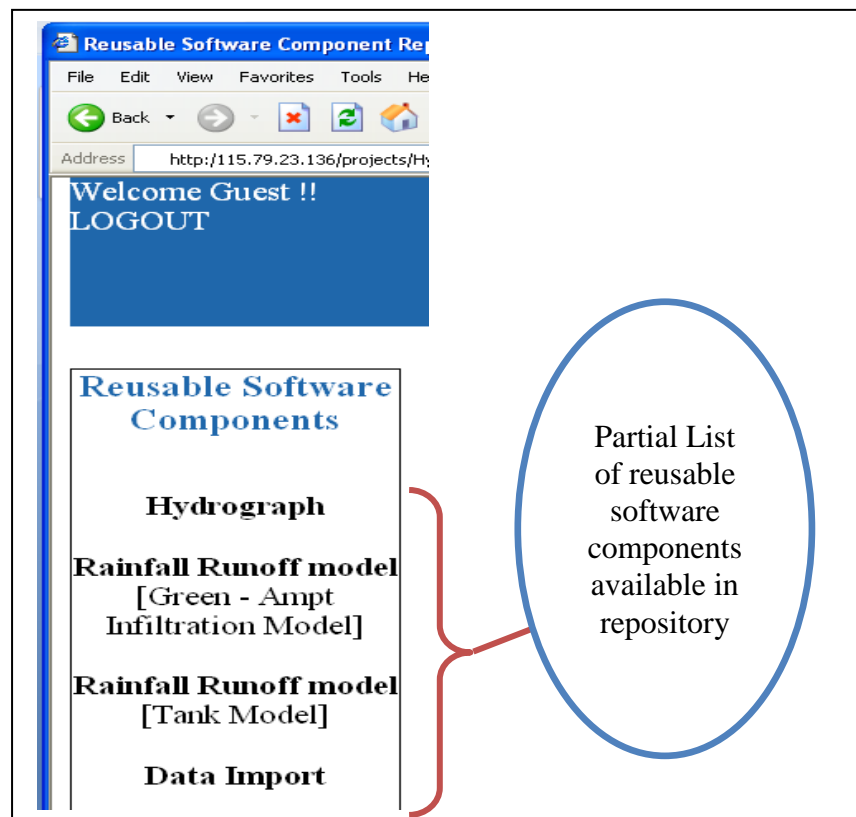 Reusable Software Component Rep
File Edit View Favorites Tools He
Back
Address http://115.79.23.136/projects/Hy
Welcome Guest !!
LOGOUT
Reusable Software
Components
Hydrograph
Rainfall Runoff model
[Green - Ampt
Infiltration Model]
Rainfall Runoff model
[Tank Model]
Data Import
Partial List
of reusable
software
components
available in
repository